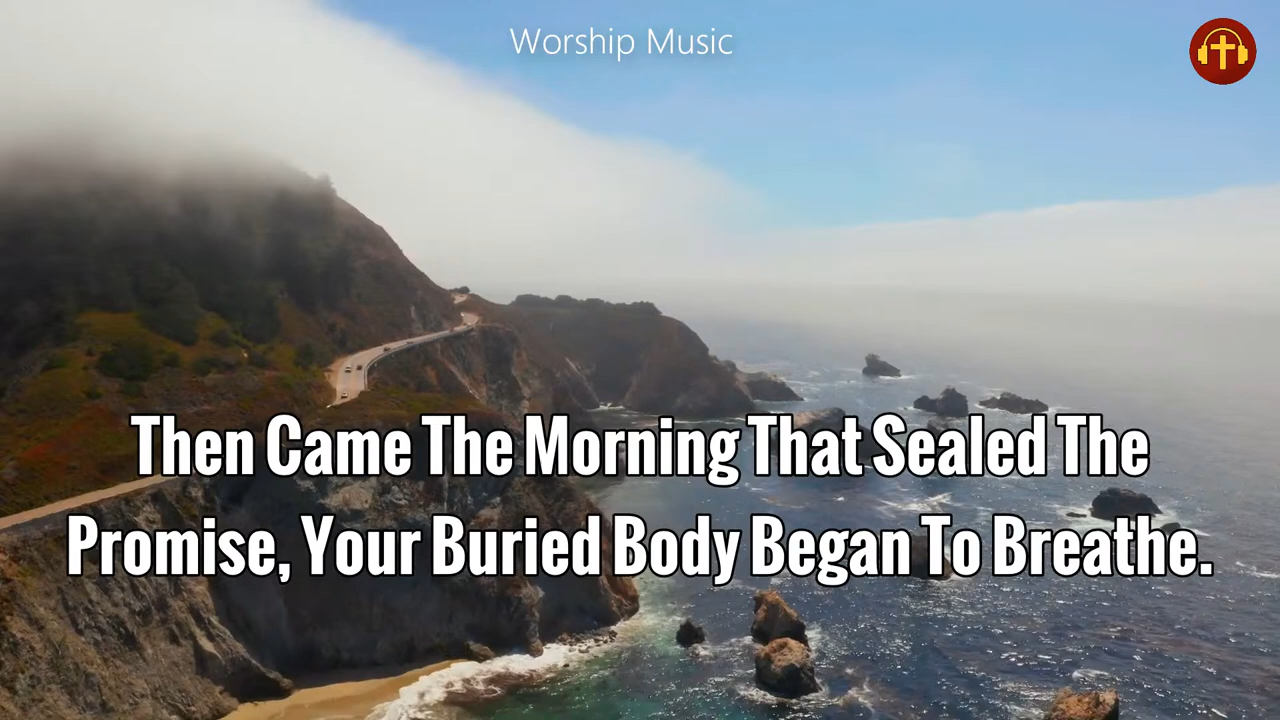 Worship Music
Then Came The Morning That Sealed The
Promise, Your Buried Body Began To Breathe.